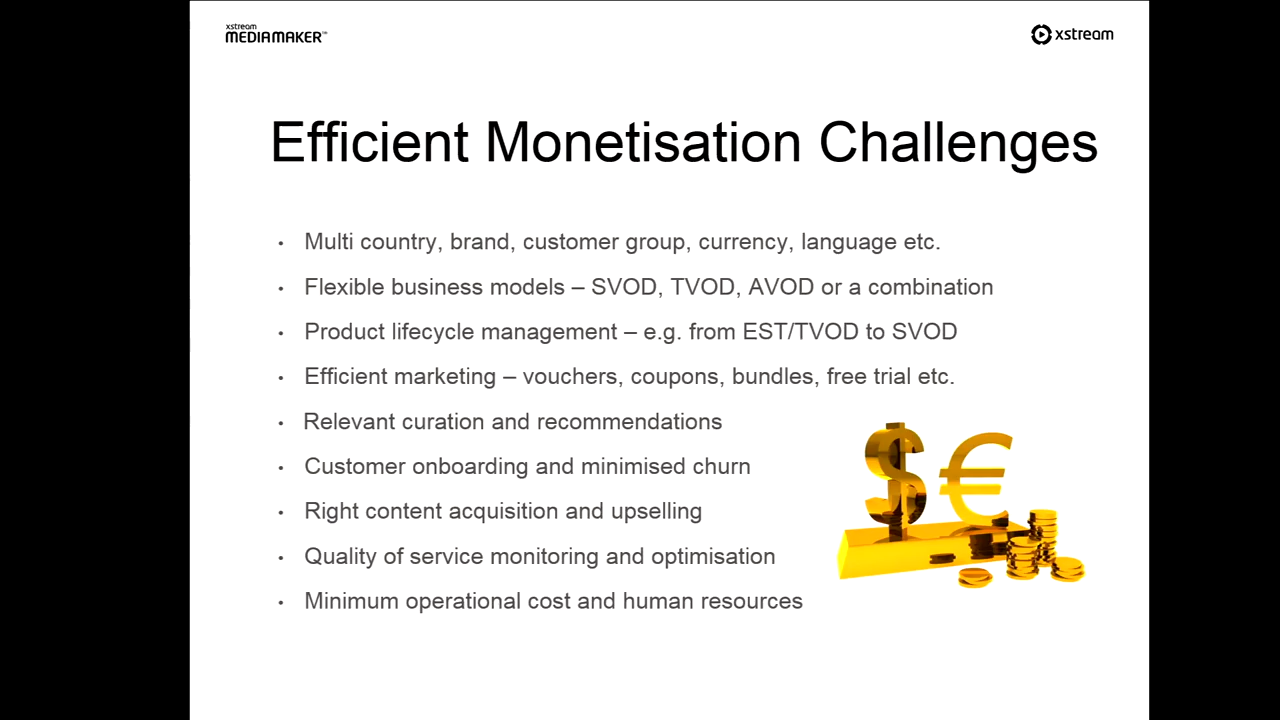 xstream
MEDIAMAKER™
xstream
Efficient Monetisation Challenges
• Multi country, brand, customer group, currency, language etc.
• Flexible business models – SVOD, TVOD, AVOD or a combination
• Product lifecycle management – e.g. from EST/TVOD to SVOD
• Efficient marketing – vouchers, coupons, bundles, free trial etc.
• Relevant curation and recommendations
• Customer onboarding and minimised churn
• Right content acquisition and upselling
• Quality of service monitoring and optimisation
• Minimum operational cost and human resources
$ €